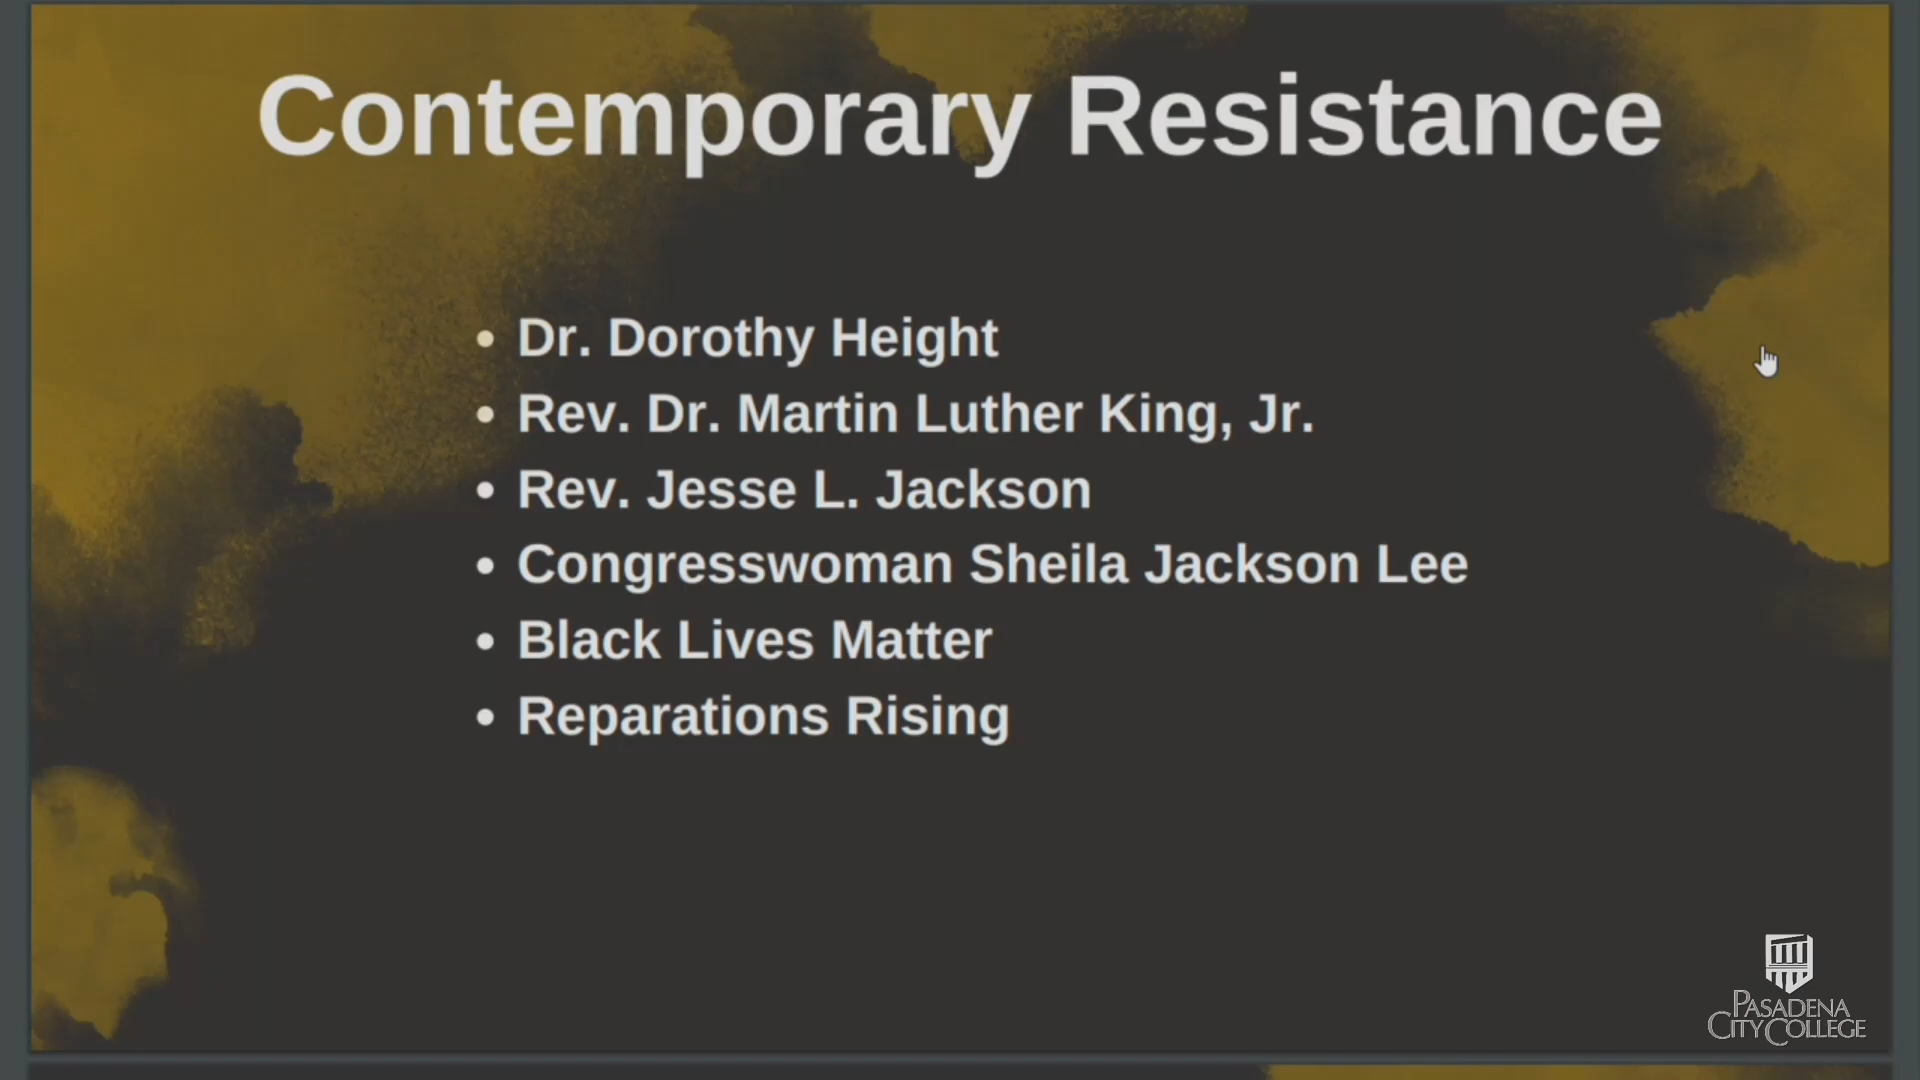 Contemporary Resistance
• Dr. Dorothy Height
• Rev. Dr. Martin Luther King, Jr.
• Rev. Jesse L. Jackson
• Congresswoman Sheila Jackson Lee
• Black Lives Matter
• Reparations Rising
PASADENA
CITY COLLEGE